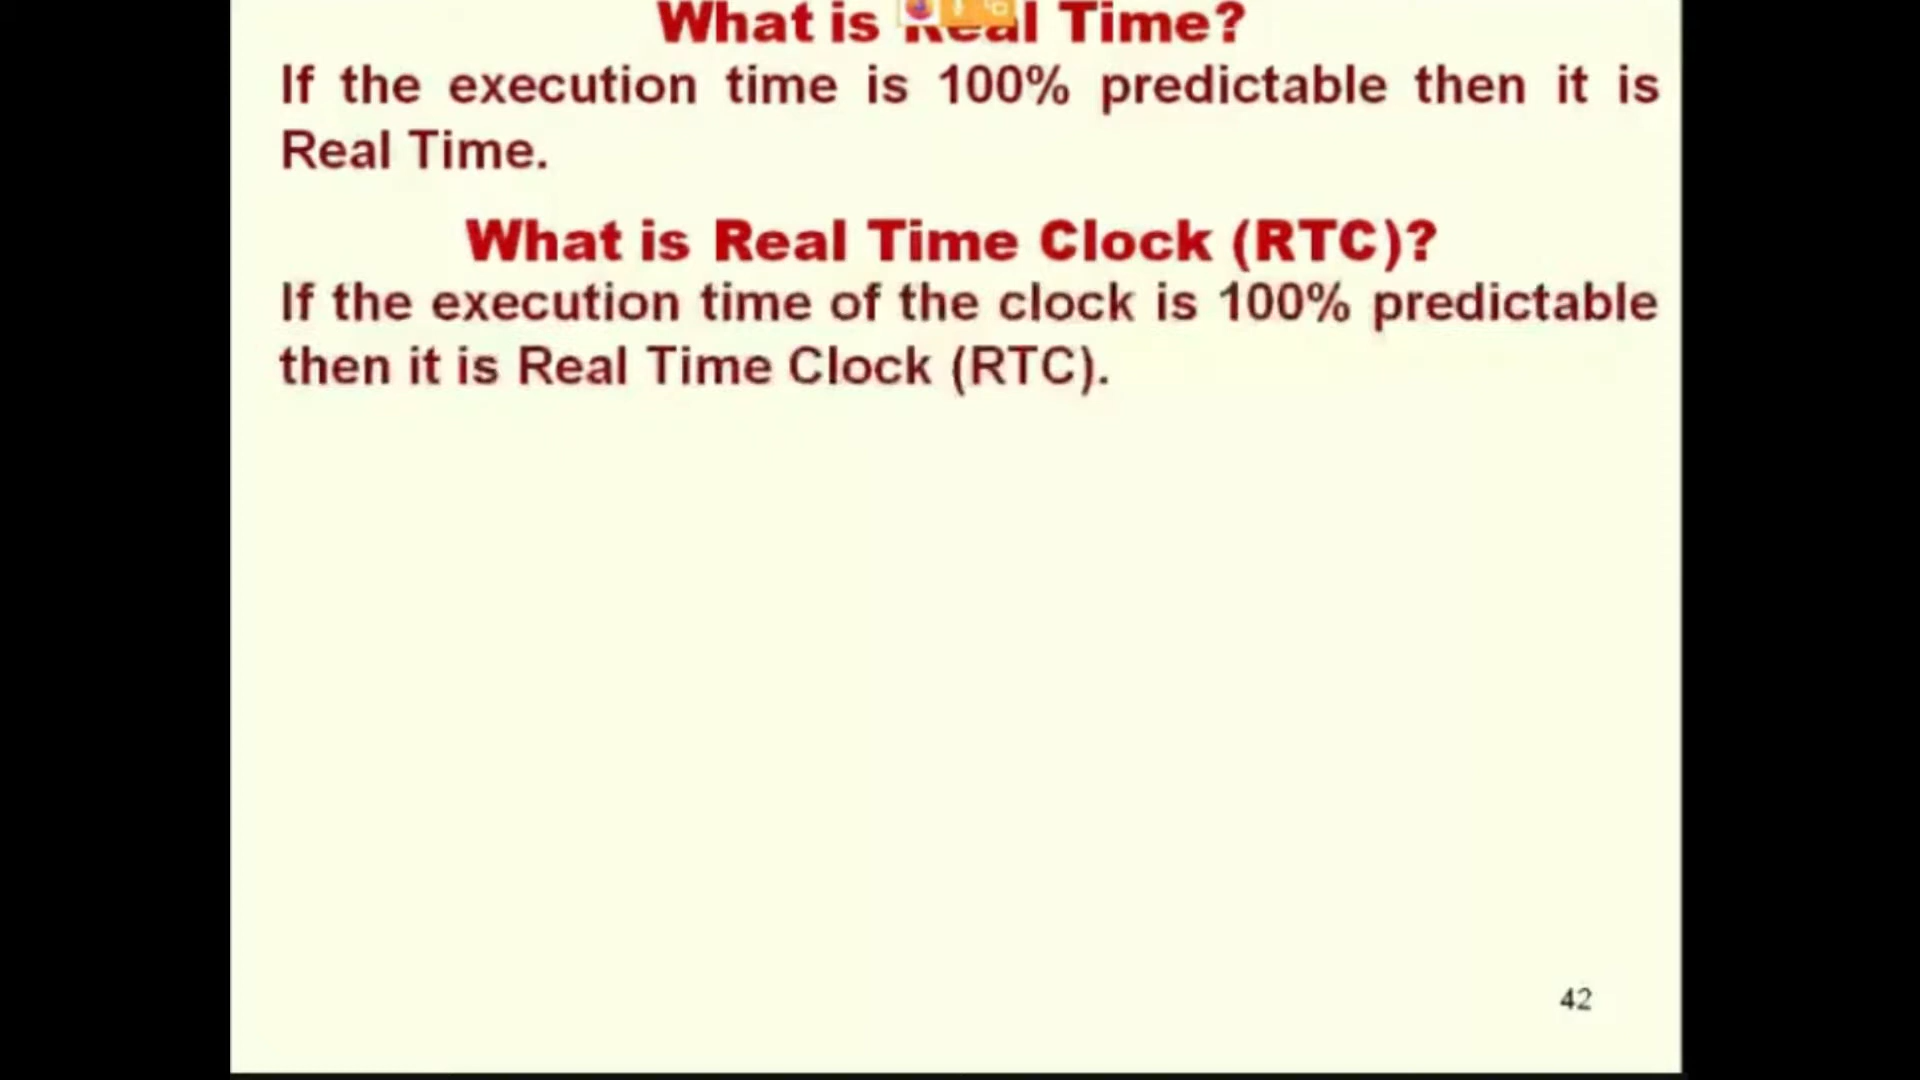 What is Real Time?
If the execution time is 100% predictable then it is
Real Time.
What is Real Time Clock (RTC)?
If the execution time of the clock is 100% predictable
then it is Real Time Clock (RTC).
42